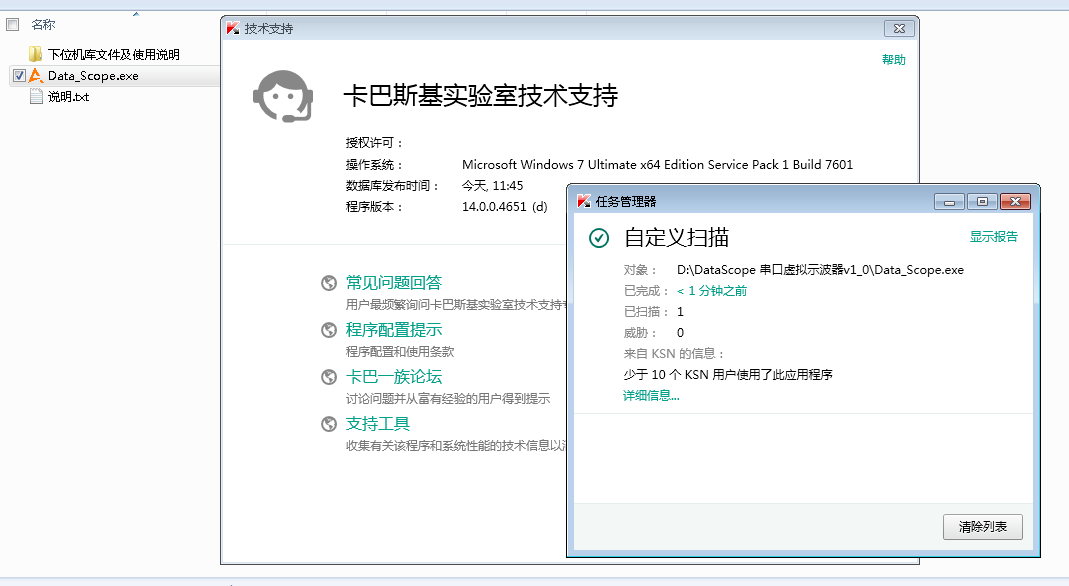 名称
下位机库文件及使用说明
Data_Scope.exe
说明.txt
技术支持
帮助
卡巴斯基实验室技术支持
授权许可：
操作系统： Microsoft Windows 7 Ultimate x64 Edition Service Pack 1 Build 7601
数据库发布时间： 今天, 11:45
程序版本： 14.0.0.4651 (d)
常见问题回答
用户最频繁询问卡巴斯基实验室技术支持
程序配置提示
程序配置和使用条款
卡巴一族论坛
讨论问题并从富有经验的用户得到提示
支持工具
收集有关该程序和系统性能的技术信息以
任务管理器
自定义扫描
显示报告
对象： D:\DataScope 串口虚拟示波器v1_0\Data_Scope.exe
已完成： < 1 分钟之前
已扫描： 1
威胁： 0
来自 KSN 的信息：
少于 10 个 KSN 用户使用了此应用程序
详细信息...
清除列表